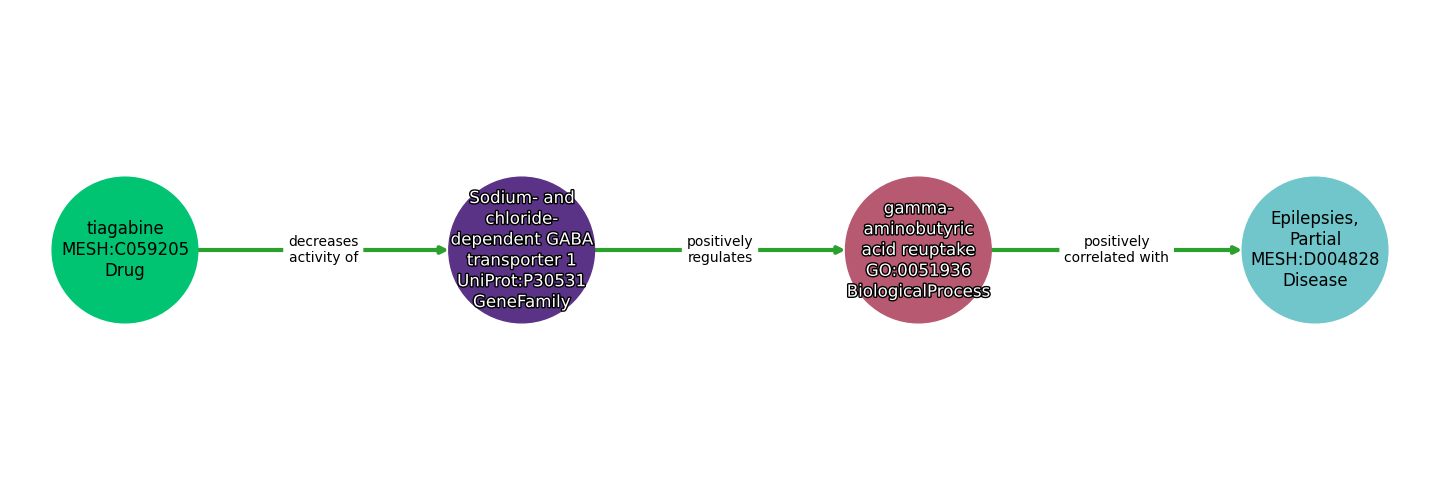 tiagabine
MESH:C059205
Drug
decreases
activity of
Sodium- and
chloride-
dependent GABA
transporter 1
UniProt:P30531
GeneFamily
positively
regulates
gamma-
aminobutyric
acid reuptake
GO:0051936
BiologicalProcess
positively
correlated with
Epilepsies,
Partial
MESH:D004828
Disease